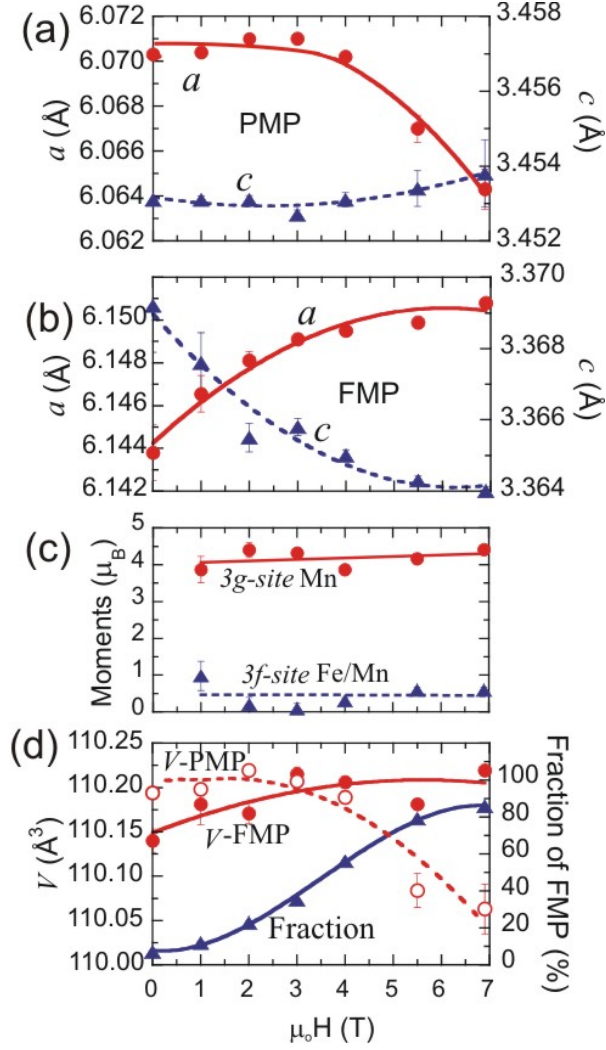 (a)
6.072
6.070
6.068
6.066
6.064
6.062
a (Å)
a
PMP
c
3.458
3.457
3.454
3.452
c (Å)
(b)
6.150
6.148
6.146
6.144
6.142
a (Å)
a
FMP
c
3.370
3.368
3.366
3.364
c (Å)
(c)
5
4
3
2
1
0
Moments (μB)
3g-site Mn
3f-site Fe/Mn
(d)
110.25
110.20
110.15
110.10
110.05
110.00
V (Å³)
V-PMP
V-FMP
Fraction
100
80
60
40
20
0
Fraction of FMP (%)
0 1 2 3 4 5 6 7
μₒH (T)